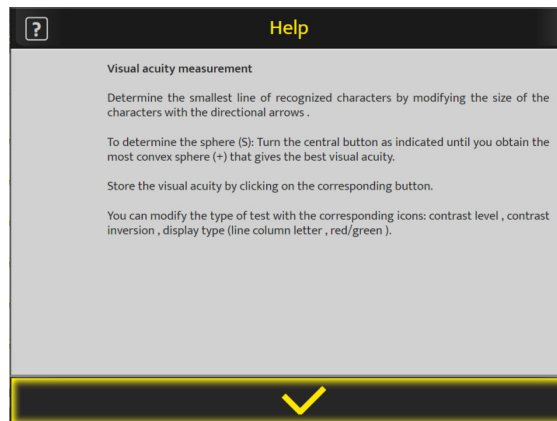 ?
Help
Visual acuity measurement
Determine the smallest line of recognized characters by modifying the size of the
characters with the directional arrows .
To determine the sphere (S): Turn the central button as indicated until you obtain the
most convex sphere (+) that gives the best visual acuity.
Store the visual acuity by clicking on the corresponding button.
You can modify the type of test with the corresponding icons: contrast level , contrast
inversion , display type (line column letter , red/green ).